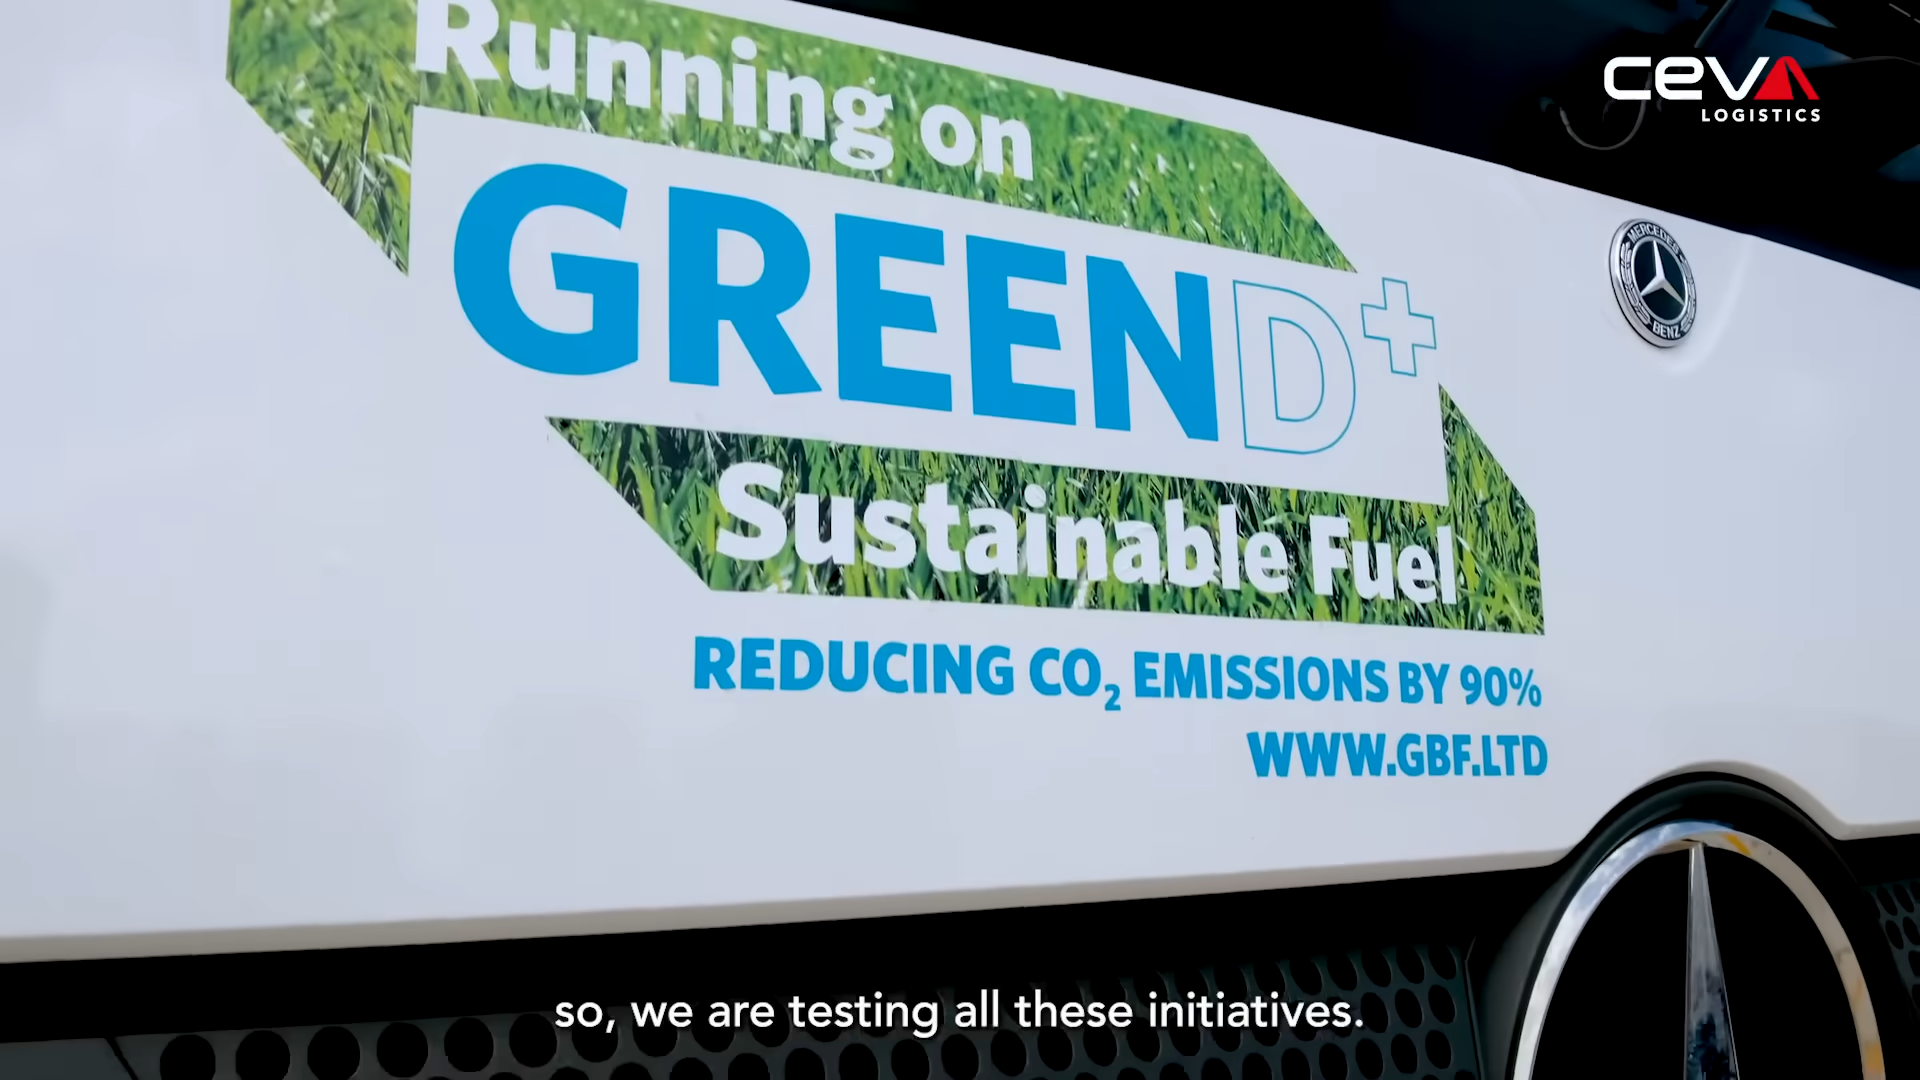 Running on
GREEND+
Sustainable Fuel
REDUCING CO₂ EMISSIONS BY 90%
WWW.GBF.LTD
CEVA
LOGISTICS
MERCEDES
BENZ
so, we are testing all these initiatives.